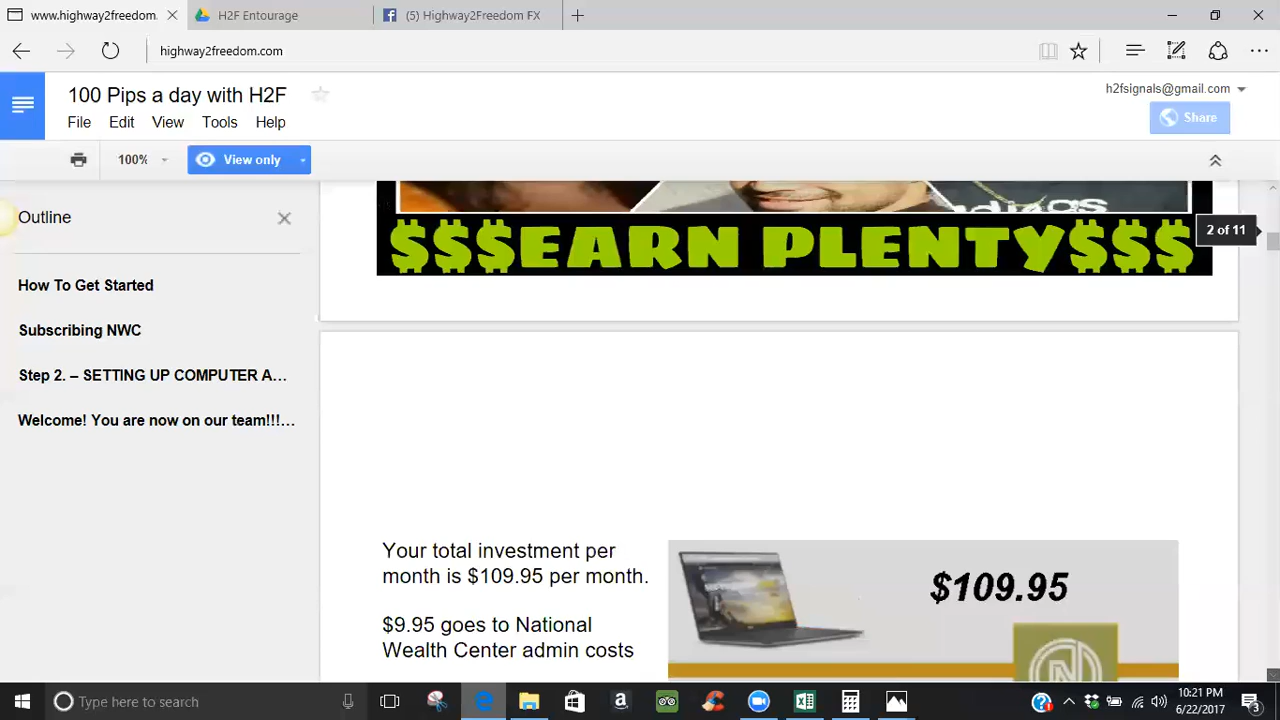 www.highway2freedom.
H2F Entourage
(5) Highway2Freedom FX
highway2freedom.com
100 Pips a day with H2F
h2fsignals@gmail.com
File Edit View Tools Help
Share
100%
View only
Outline
$$$EARN PLENTY$$$
2 of 11
How To Get Started
Subscribing NWC
Step 2. – SETTING UP COMPUTER A...
Welcome! You are now on our team!!!...
Your total investment per
month is $109.95 per month.
$109.95
$9.95 goes to National
Wealth Center admin costs
Type here to search
10:21 PM
6/22/2017
3